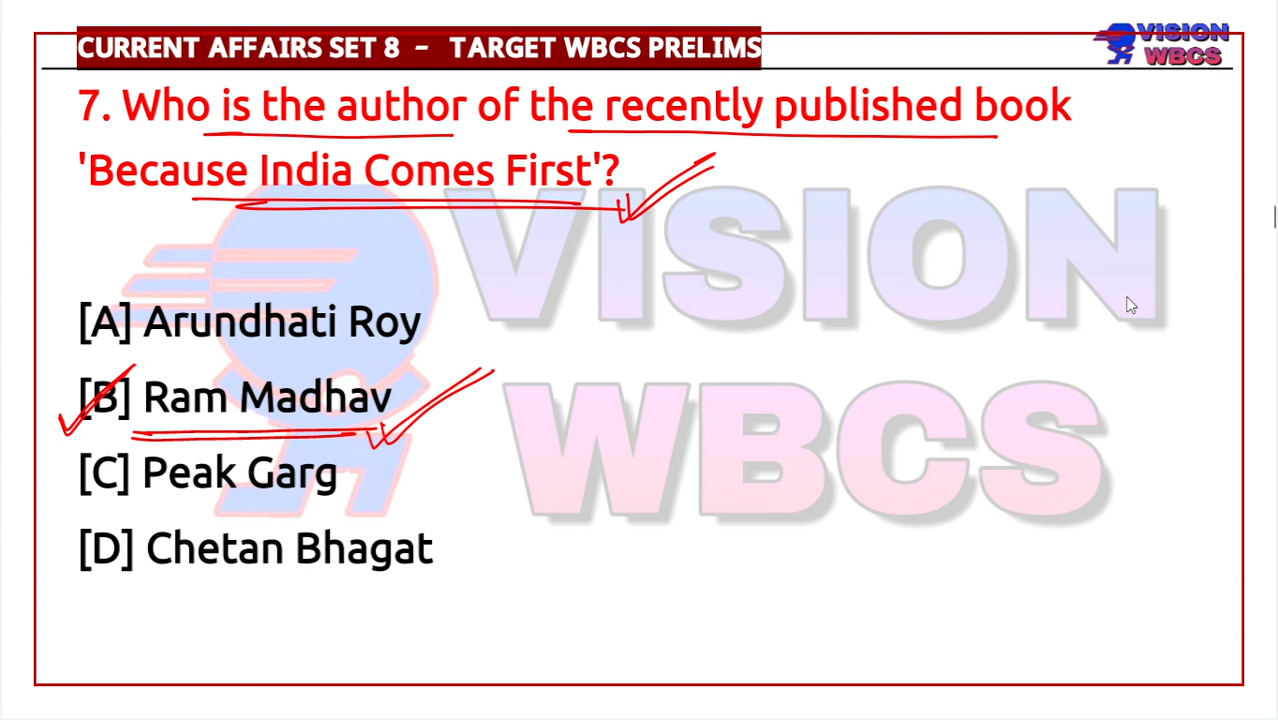 CURRENT AFFAIRS SET 8 - TARGET WBCS PRELIMS
VISION
WBCS
7. Who is the author of the recently published book
'Because India Comes First'?
VISION
WBCS
[A] Arundhati Roy
[B] Ram Madhav
[C] Peak Garg
[D] Chetan Bhagat